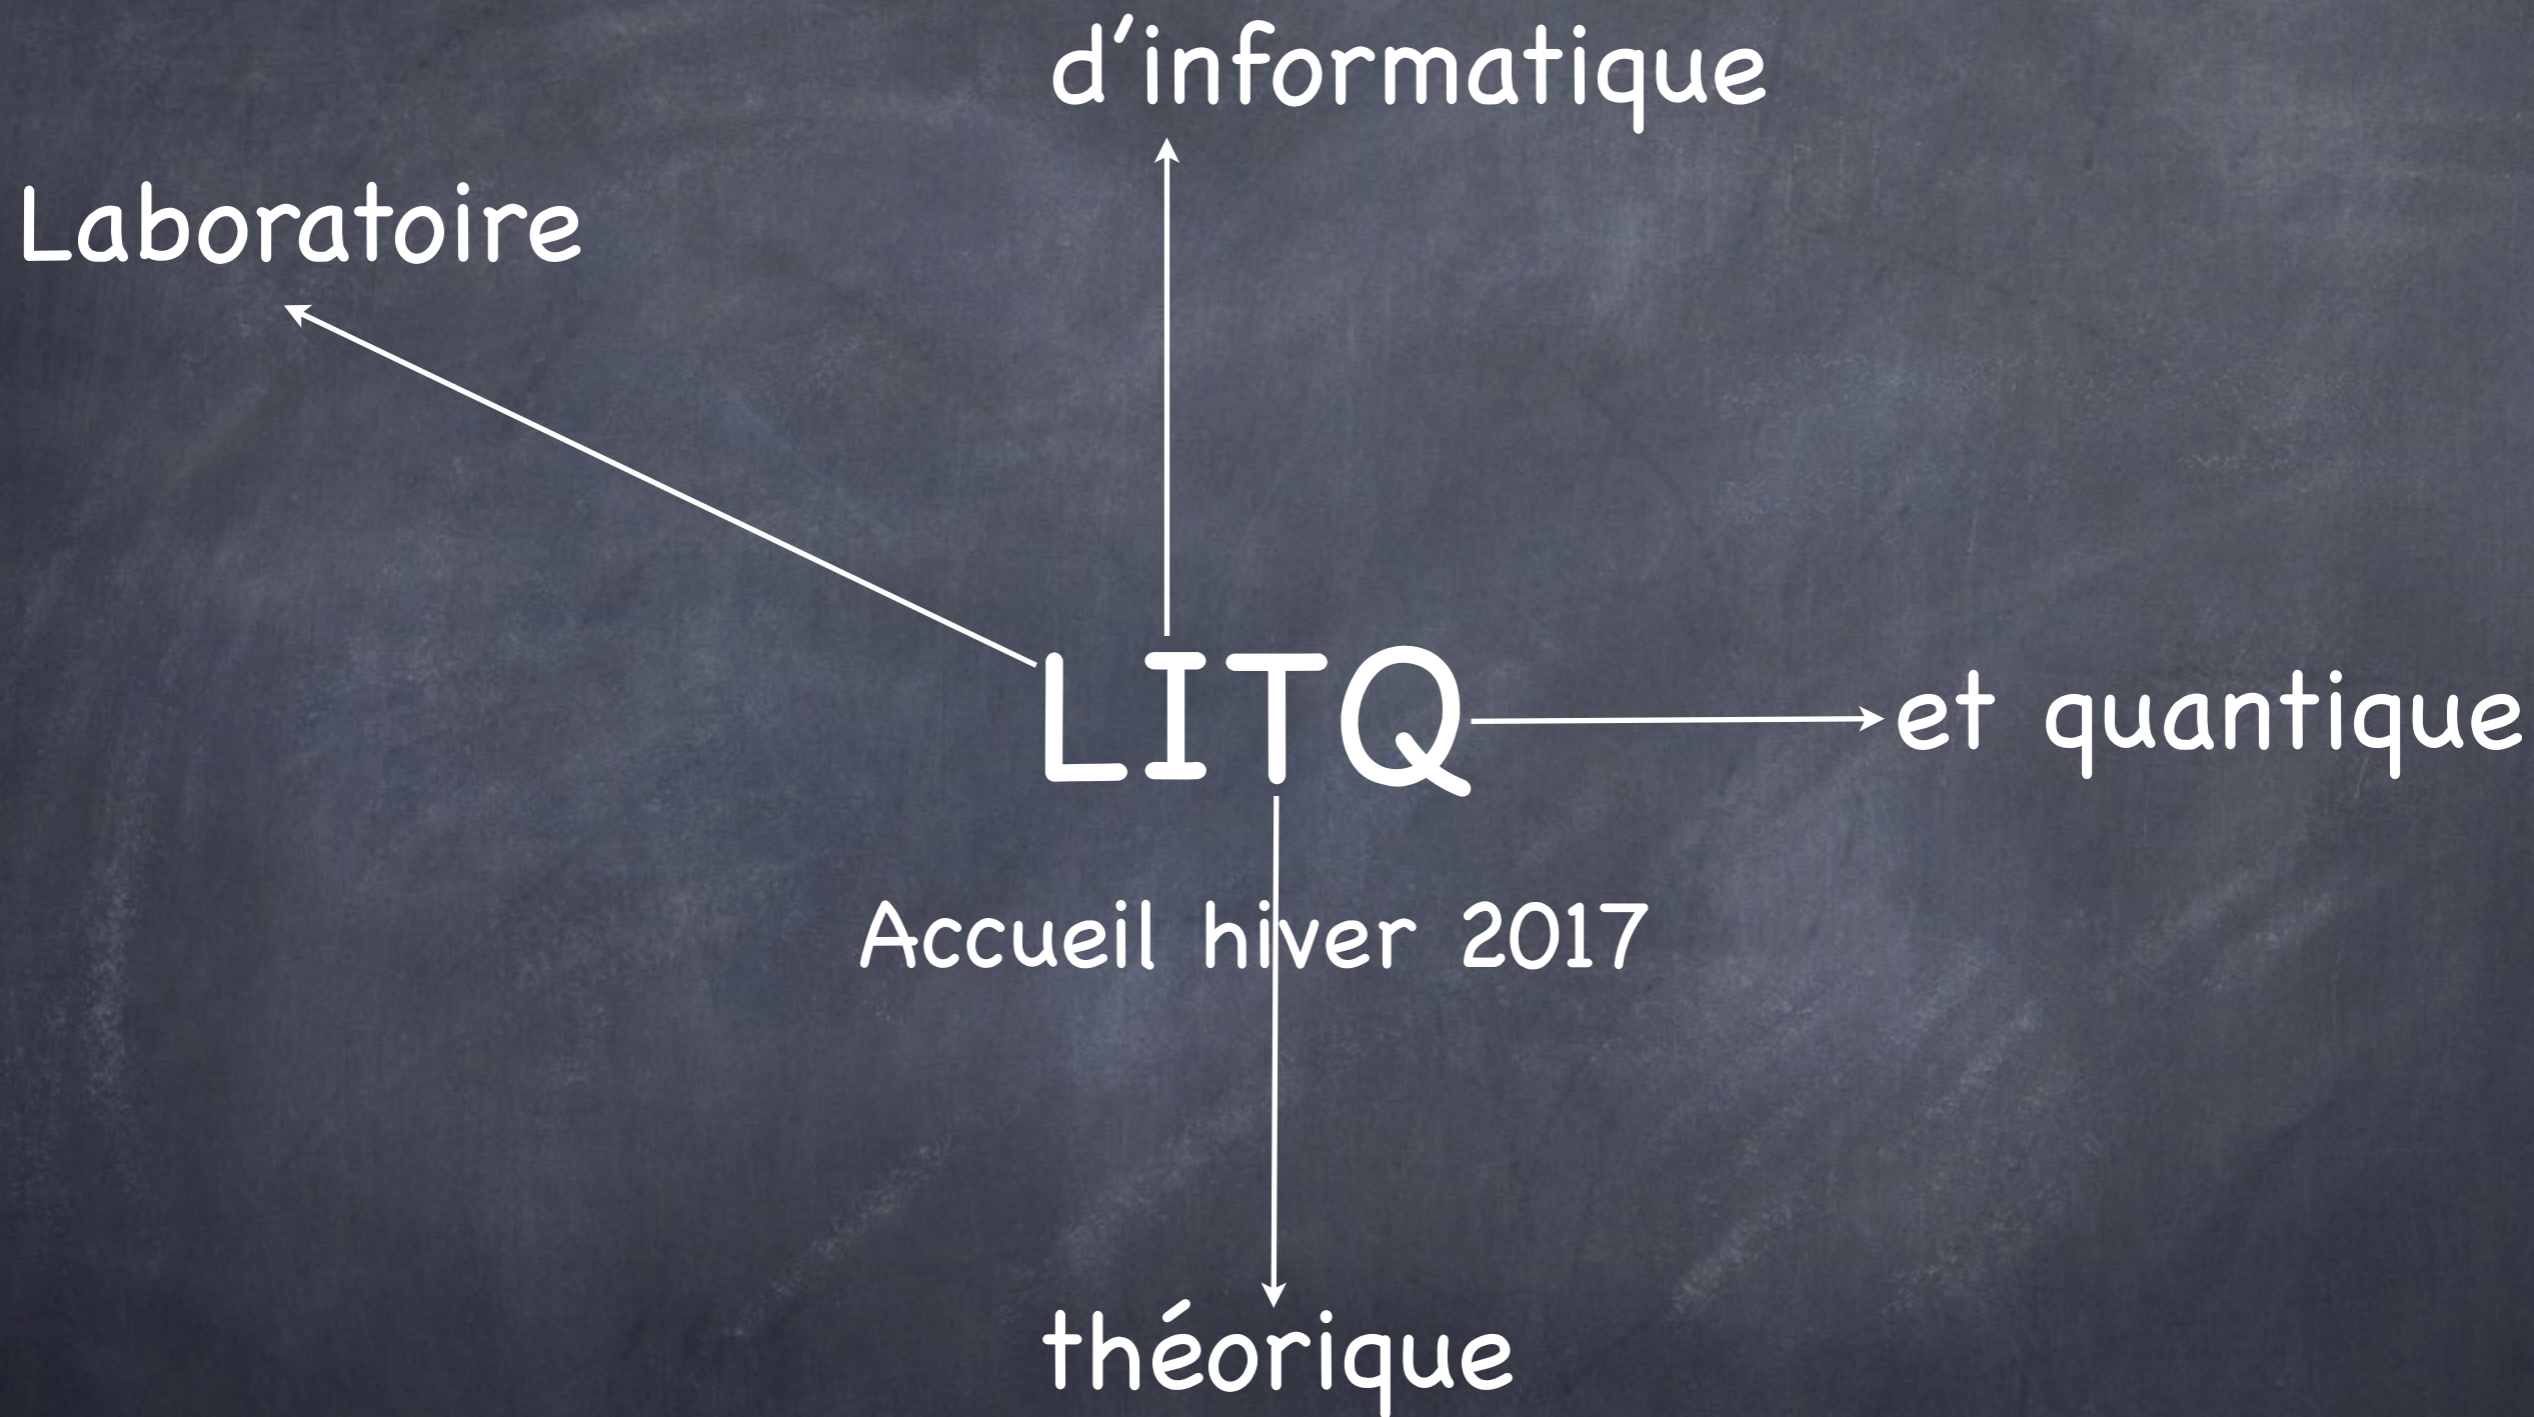 d'informatique
Laboratoire
LITQ
et quantique
Accueil hiver 2017
théorique